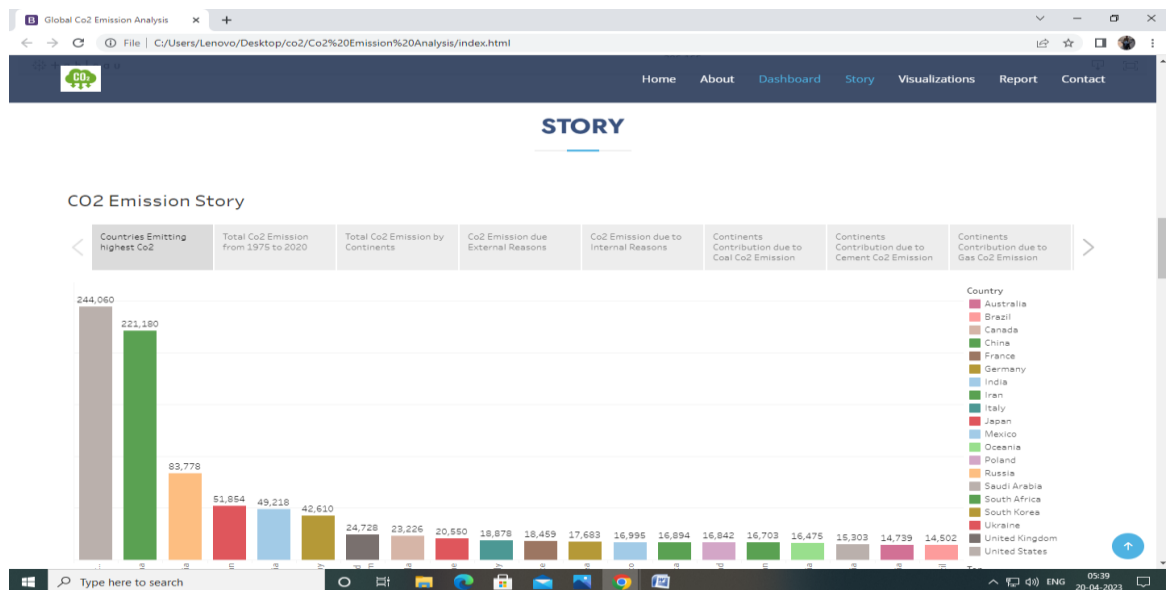 Global Co2 Emission Analysis
File | C:/Users/Lenovo/Desktop/co2/Co2%20Emission%20Analysis/index.html
CO₂
Home About Dashboard Story Visualizations Report Contact
STORY
CO2 Emission Story
Countries Emitting
highest Co2
Total Co2 Emission
from 1975 to 2020
Total Co2 Emission by
Continents
Co2 Emission due
External Reasons
Co2 Emission due to
Internal Reasons
Continents
Contribution due to
Coal Co2 Emission
Continents
Contribution due to
Cement Co2 Emission
Continents
Contribution due to
Gas Co2 Emission
244,060
221,180
83,778
51,854
49,218
42,610
24,728
23,226
20,550
18,878
18,459
17,683
16,995
16,894
16,842
16,703
16,475
15,303
14,739
14,502
Country
Australia
Brazil
Canada
China
France
Germany
India
Iran
Italy
Japan
Mexico
Oceania
Poland
Russia
Saudi Arabia
South Africa
South Korea
Ukraine
United Kingdom
United States
Type here to search
ENG
05:39
20-04-2023